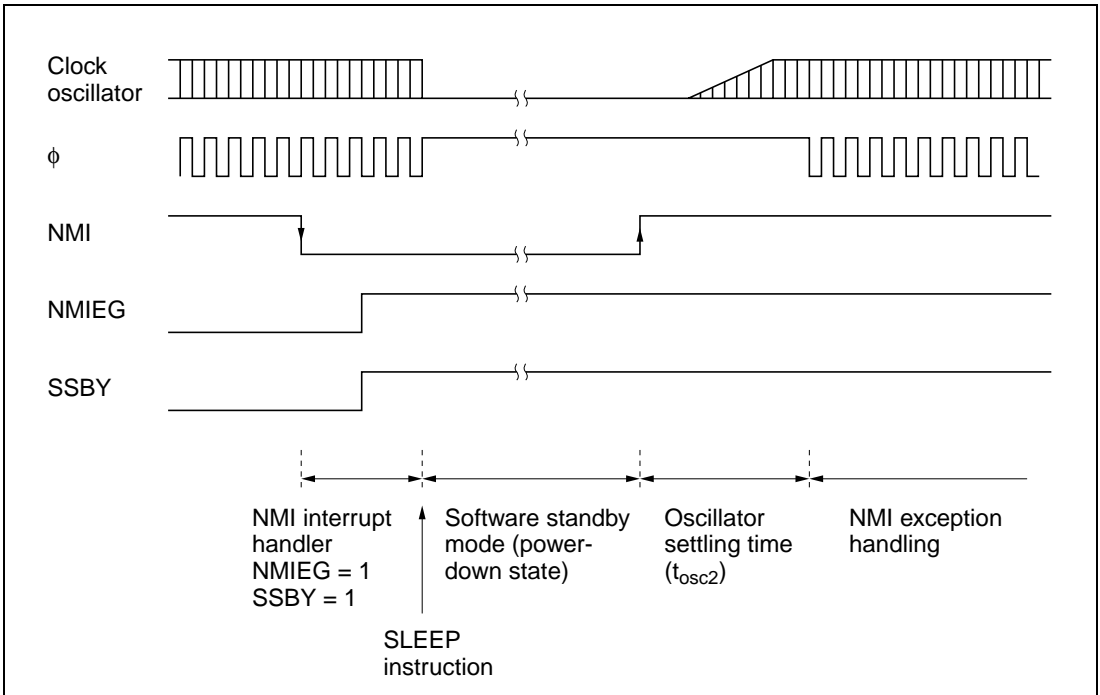 Clock
oscillator
φ
NMI
NMIEG
SSBY
NMI interrupt
handler
NMIEG = 1
SSBY = 1
Software standby
mode (power-
down state)
Oscillator
settling time
(tosc2)
NMI exception
handling
SLEEP
instruction